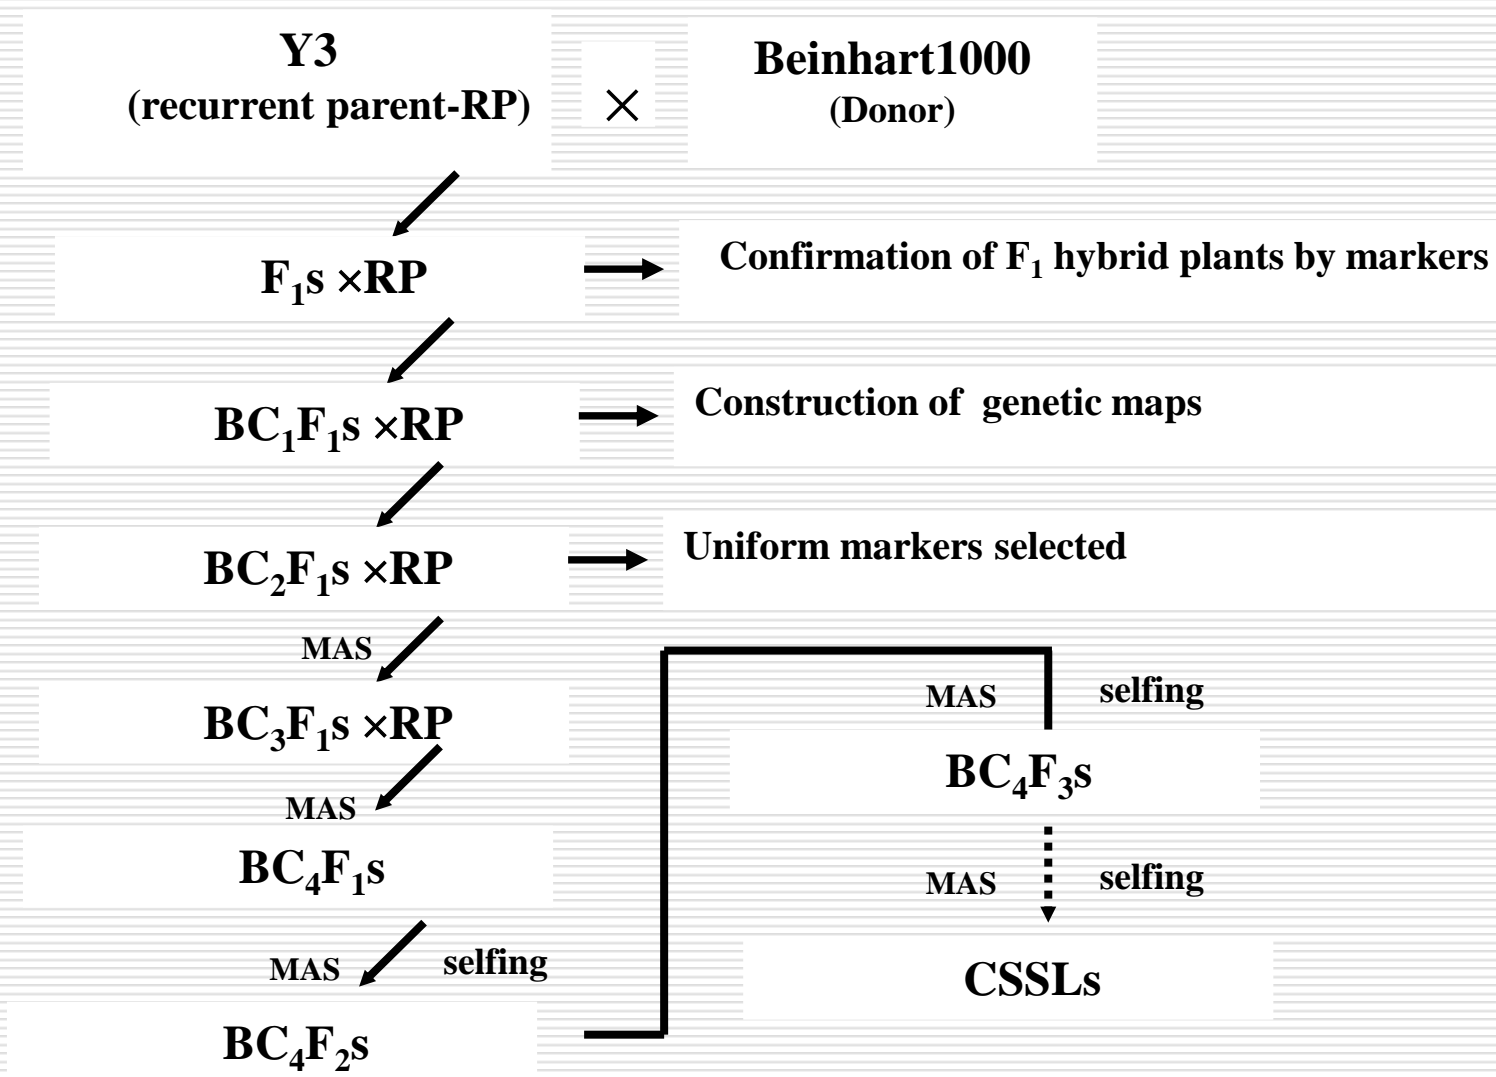 Y3
(recurrent parent-RP)
×
Beinhart1000
(Donor)
F₁s ×RP
Confirmation of F₁ hybrid plants by markers
BC₁F₁s ×RP
Construction of genetic maps
BC₂F₁s ×RP
Uniform markers selected
MAS
BC₃F₁s ×RP
MAS
BC₄F₁s
MAS selfing
BC₄F₂s
MAS selfing
BC₄F₃s
MAS selfing
CSSLs